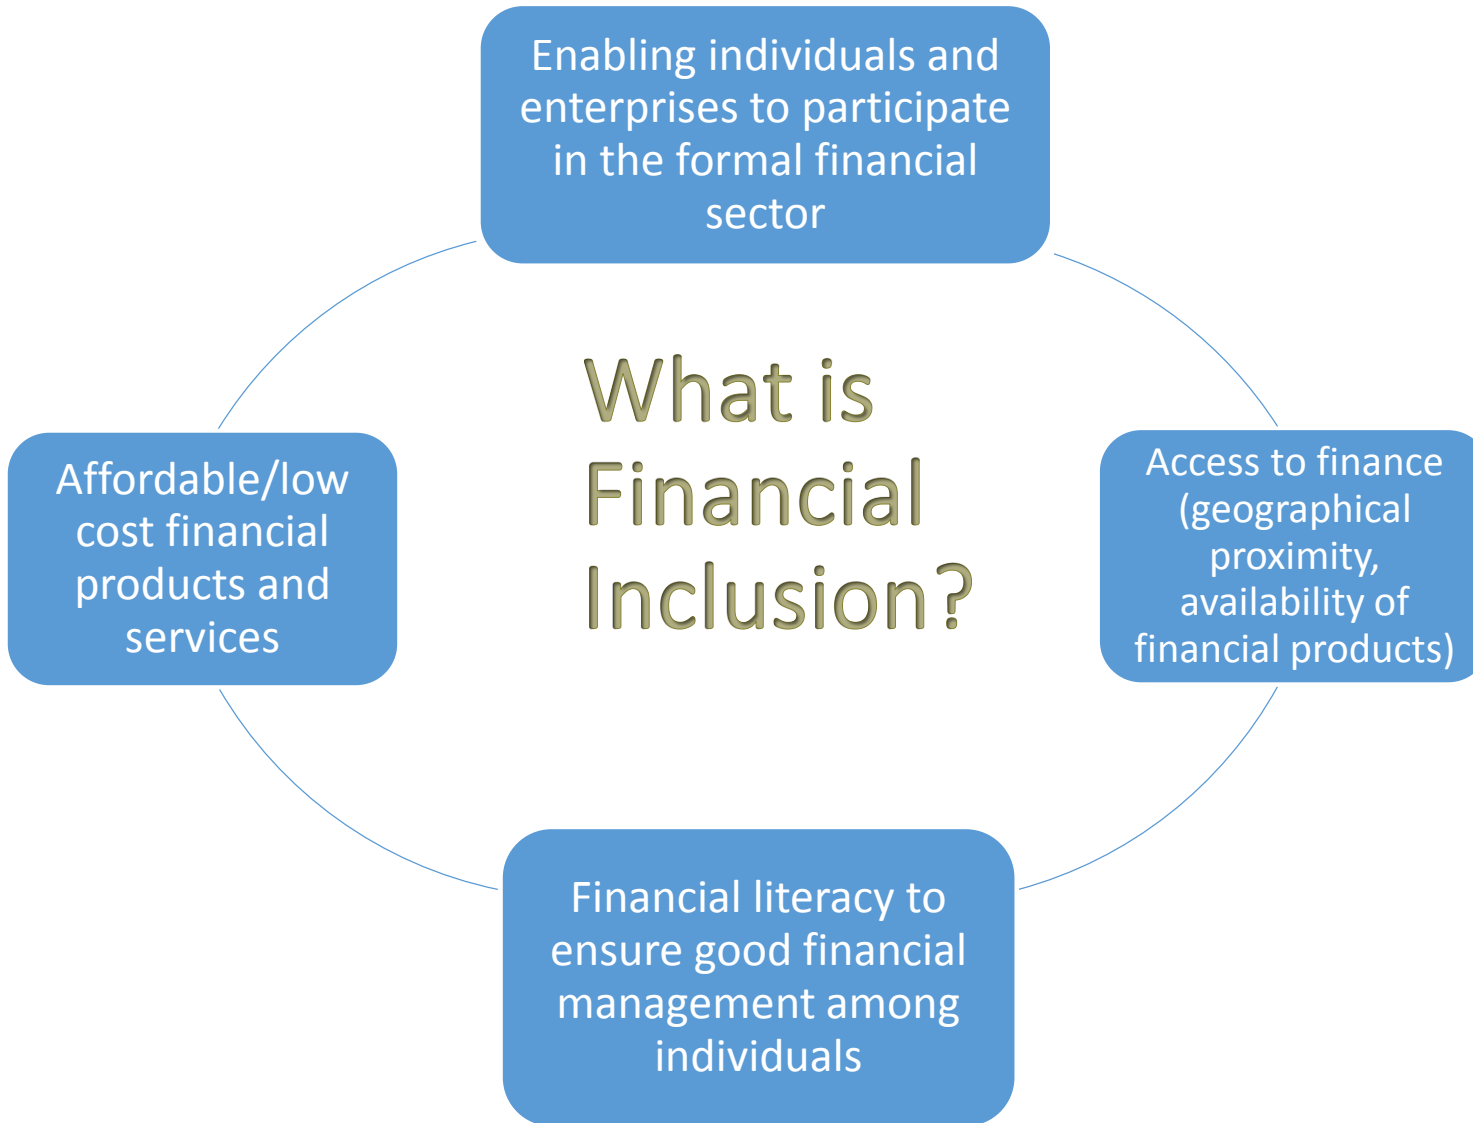 Enabling individuals and
enterprises to participate
in the formal financial
sector
What is
Financial
Inclusion?
Affordable/low
cost financial
products and
services
Access to finance
(geographical
proximity,
availability of
financial products)
Financial literacy to
ensure good financial
management among
individuals